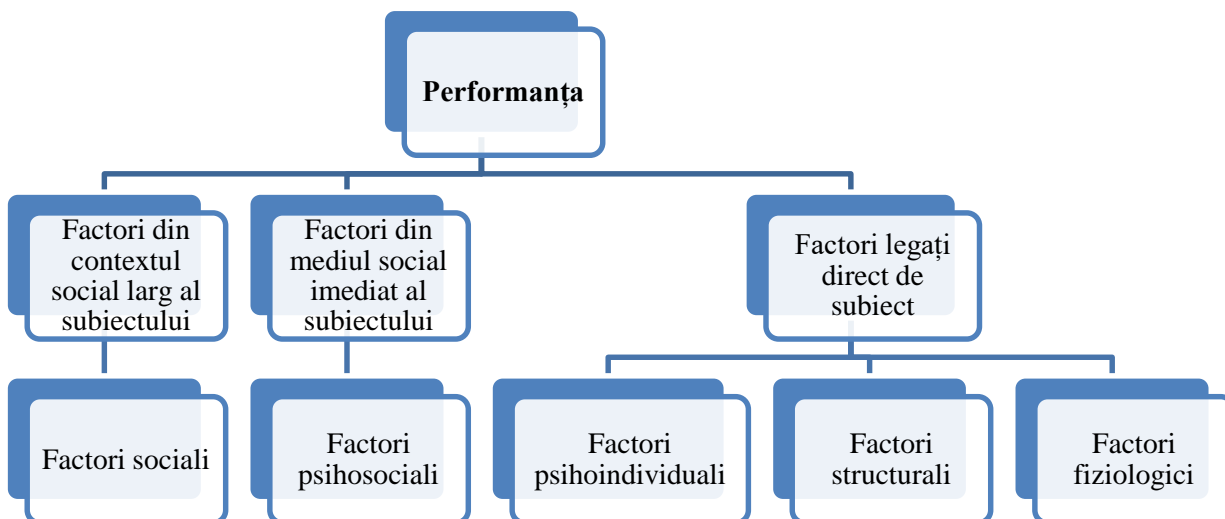 Performanța
Factori din
contextul
social larg al
subiectului
Factori din
mediul social
imediat al
subiectului
Factori legați
direct de
subiect
Factori sociali
Factori
psihosociali
Factori
psihoindividuali
Factori
structurali
Factori
fiziologici